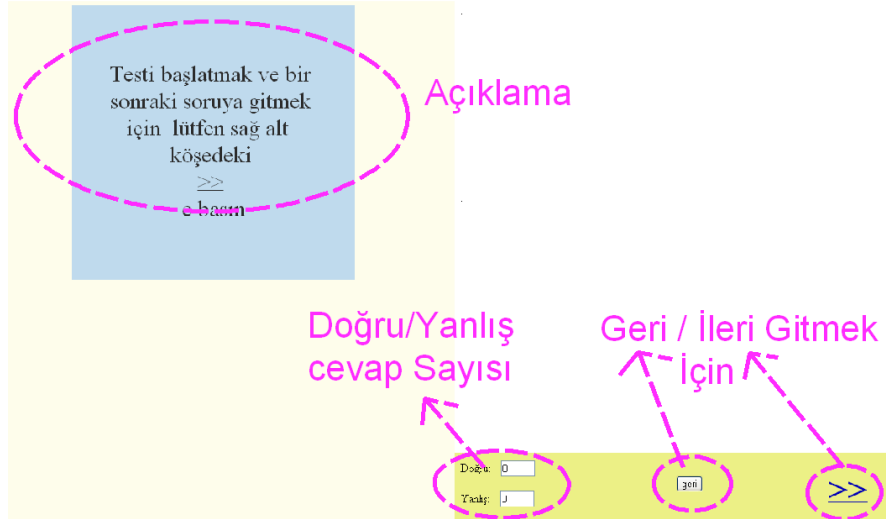 Testi başlatmak ve bir
sonraki soruya gitmek
için lütfen sağ alt
köşedeki
>>
e basın
Açıklama
Doğru/Yanlış
cevap Sayısı
Geri / İleri Gitmek
İçin
Doğru: 0
geri
>>
Yanlış: 0